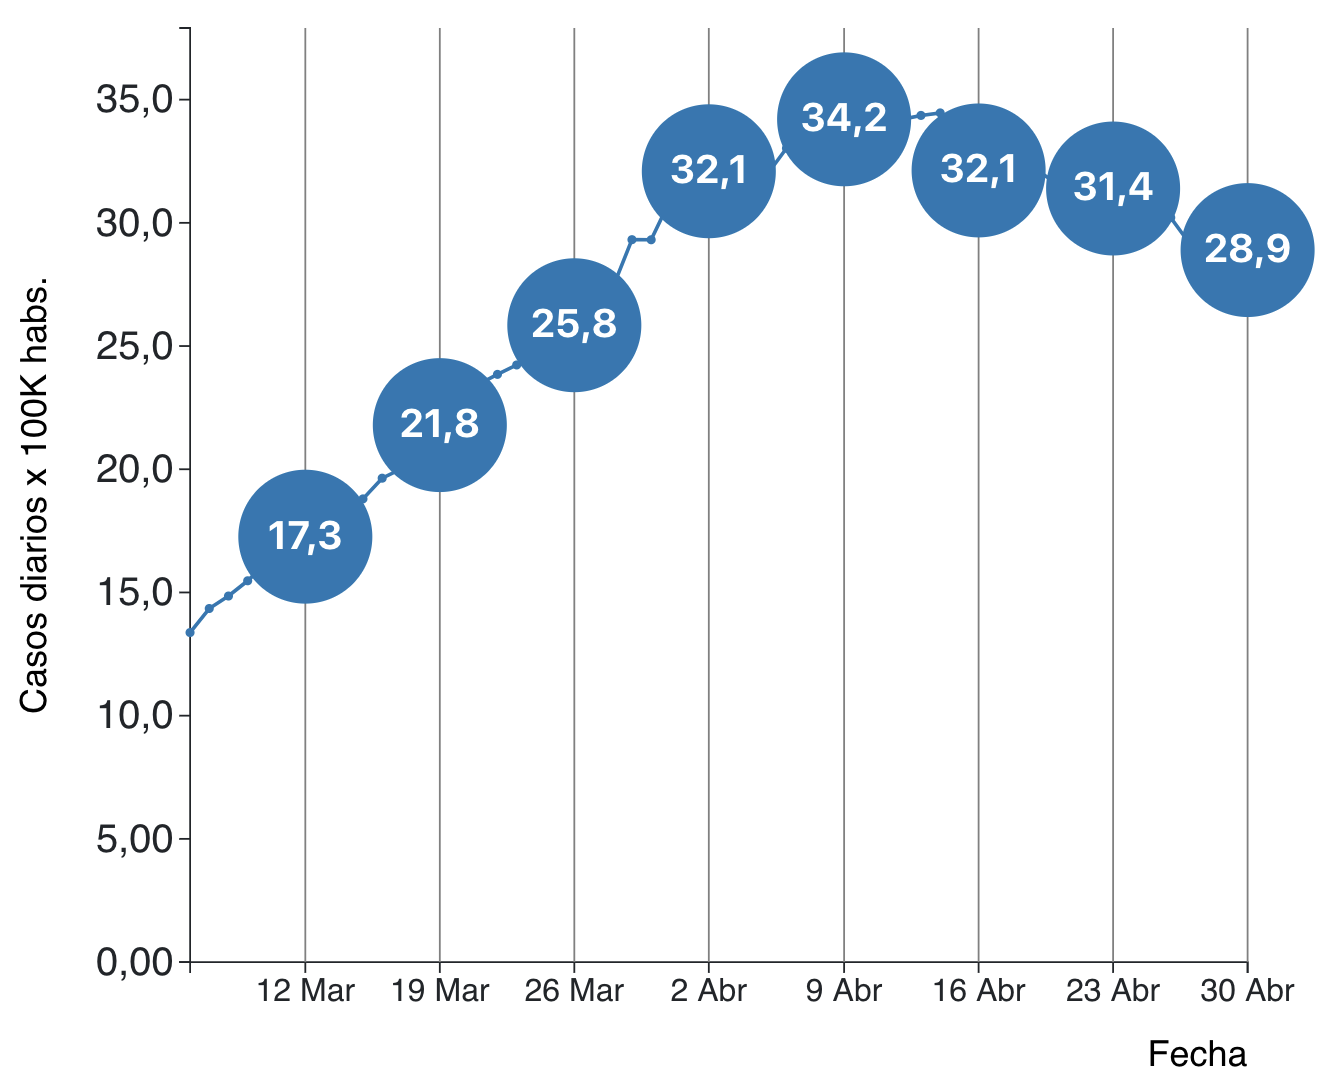 35,0
30,0
25,0
20,0
15,0
10,0
5,00
0,00
Casos diarios x 100K habs.
17,3
21,8
25,8
32,1
34,2
32,1
31,4
28,9
12 Mar
19 Mar
26 Mar
2 Abr
9 Abr
16 Abr
23 Abr
30 Abr
Fecha